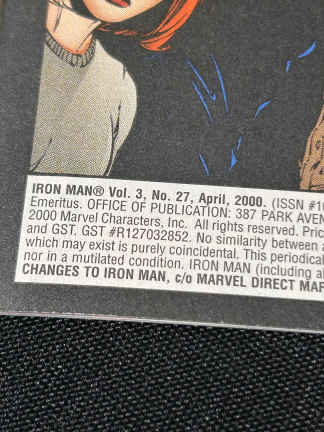 IRON MAN® Vol. 3, No. 27, April, 2000. (ISSN #10
Emeritus. OFFICE OF PUBLICATION: 387 PARK AVEN
2000 Marvel Characters, Inc. All rights reserved. Pric
and GST. GST #R127032852. No similarity between a
which may exist is purely coincidental. This periodical
nor in a mutilated condition. IRON MAN (including al
CHANGES TO IRON MAN, c/o MARVEL DIRECT MAR